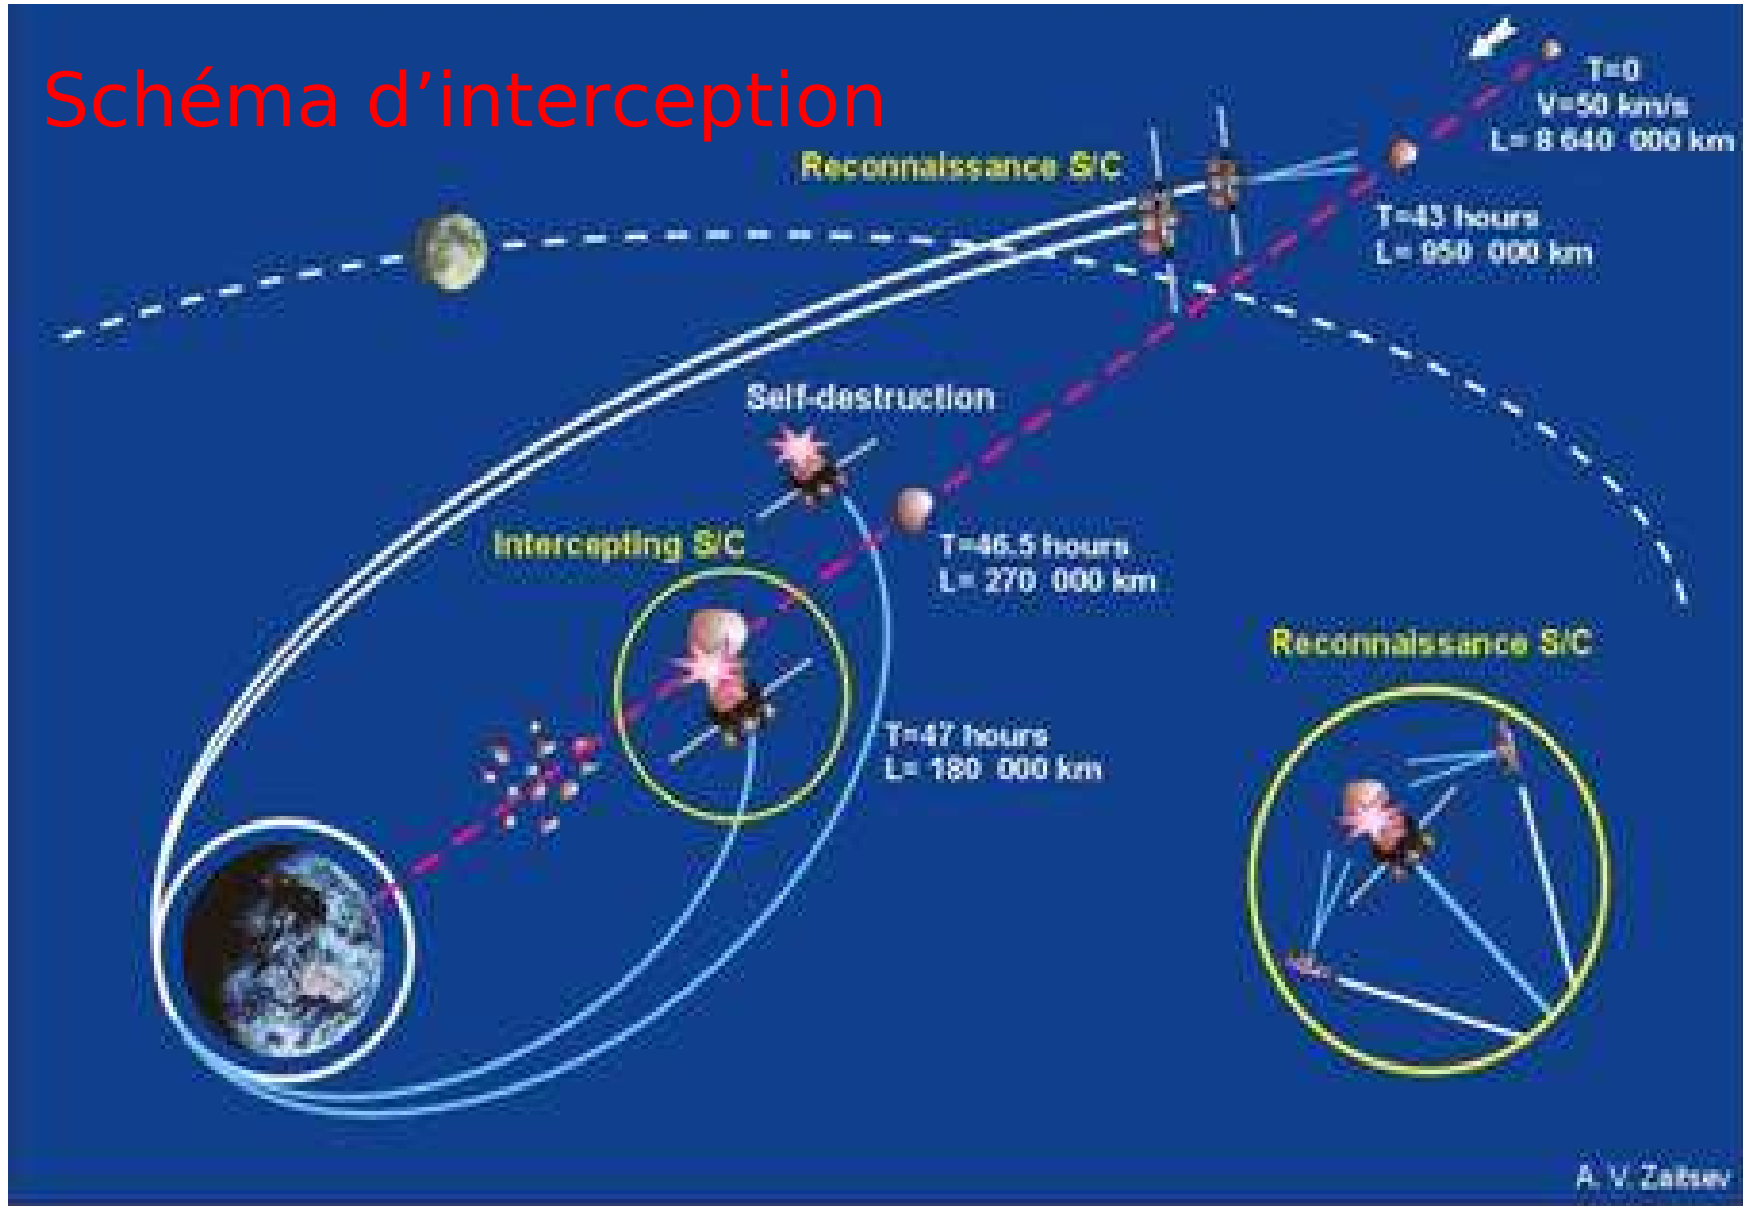 Schéma d’interception
T=0
V=50 km/s
L= 8 640 000 km
Reconnaissance S/C
T=43 hours
L= 950 000 km
Self-destruction
Intercepting S/C
T=46.5 hours
L= 270 000 km
Reconnaissance S/C
T=47 hours
L= 180 000 km
A. V. Zaitsev